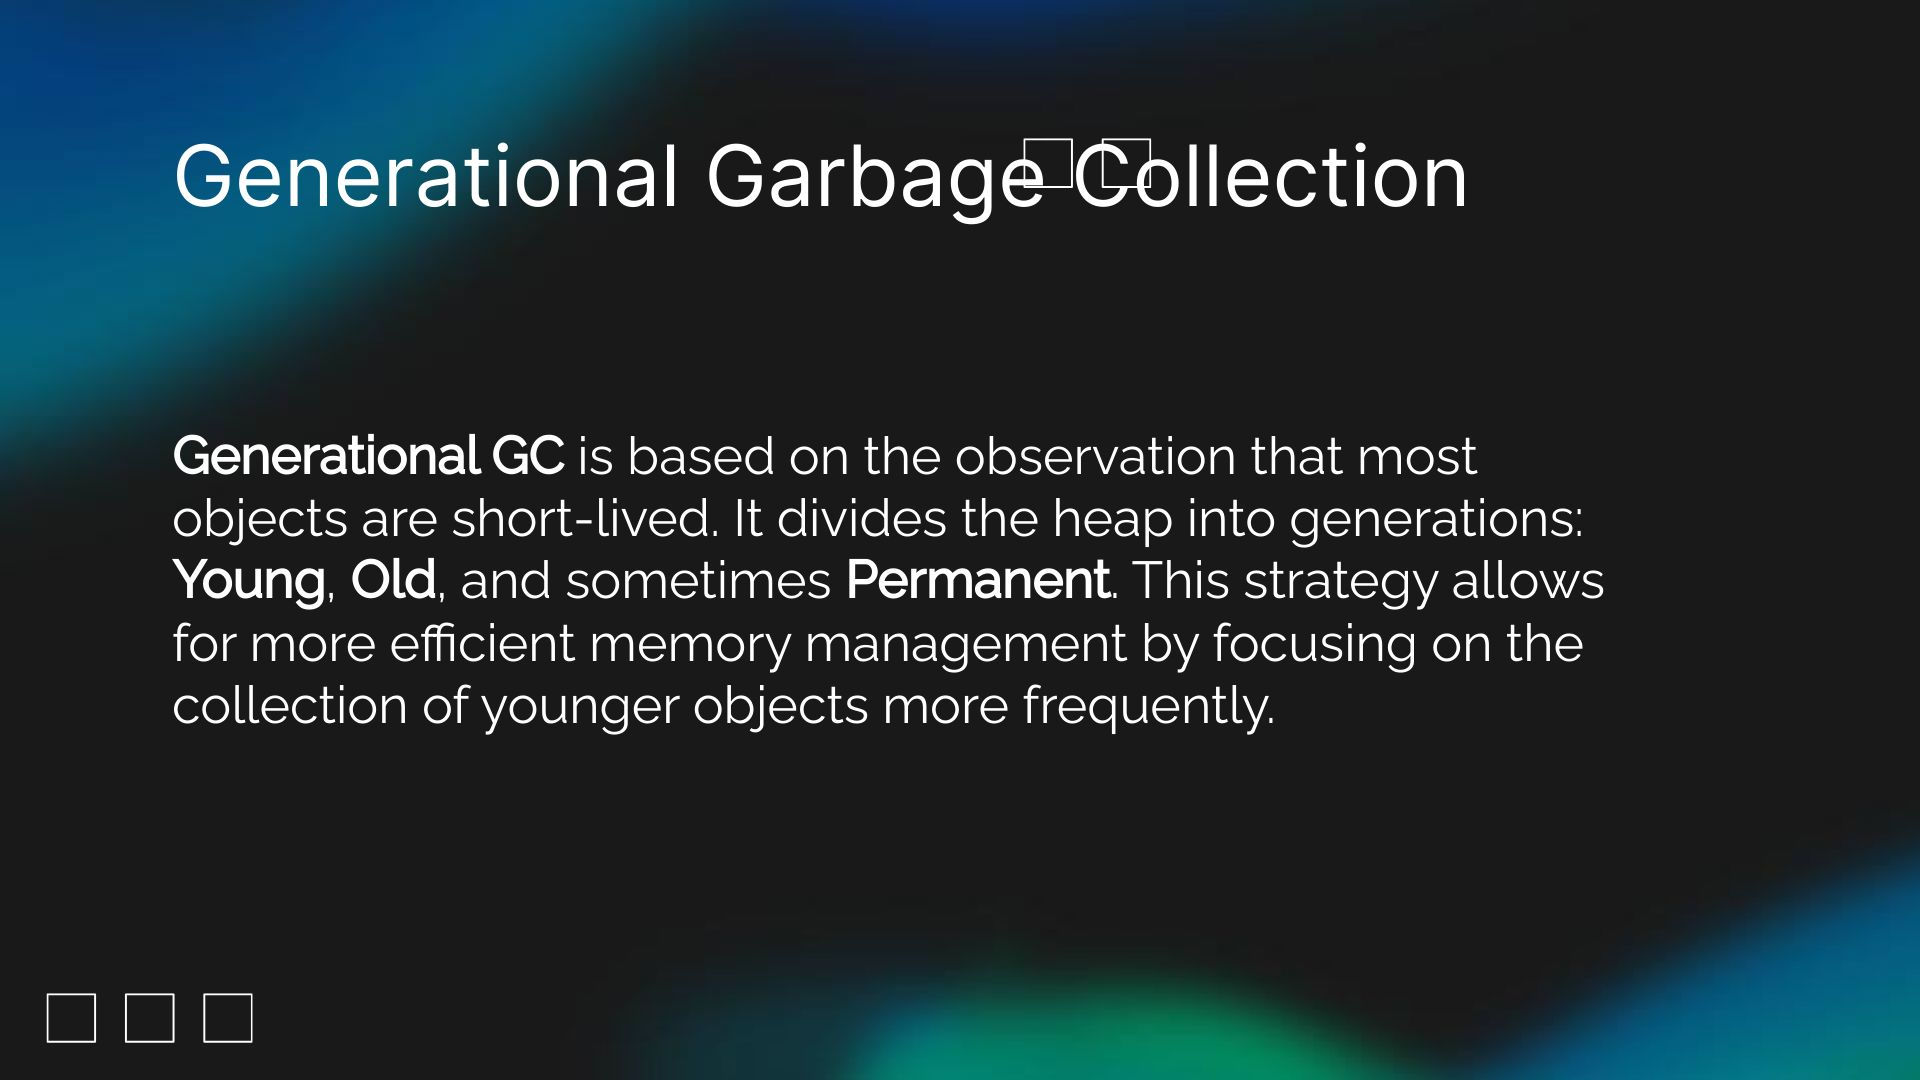 Generational Garbage Collection
Generational GC is based on the observation that most
objects are short-lived. It divides the heap into generations:
Young, Old, and sometimes Permanent. This strategy allows
for more efficient memory management by focusing on the
collection of younger objects more frequently.